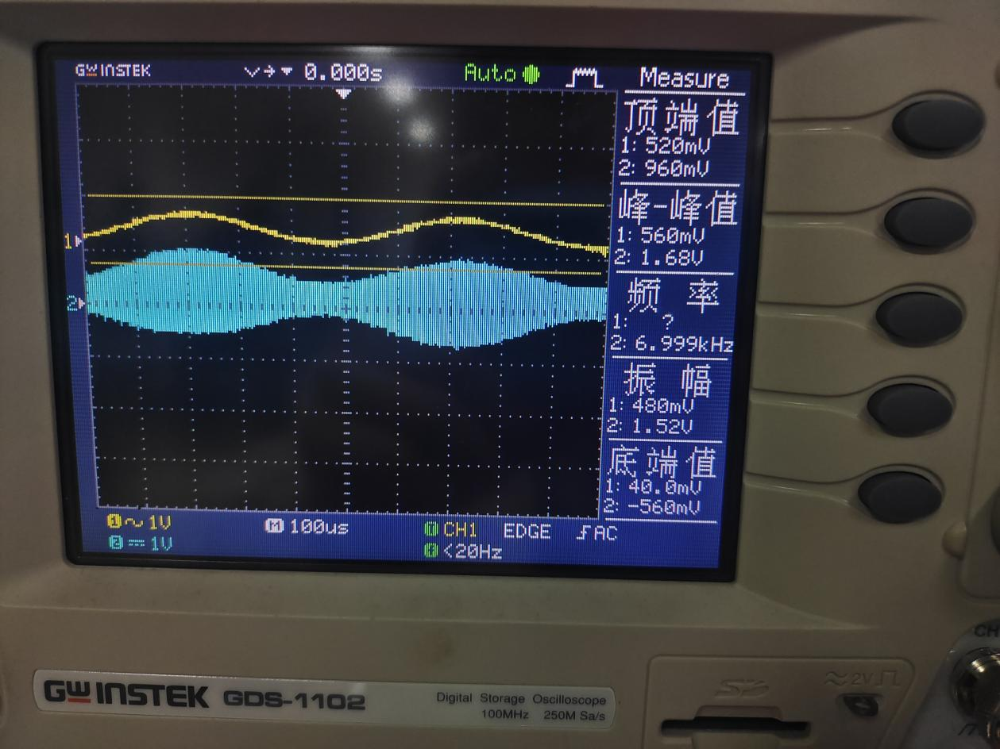 GW INSTEK
0.000s
Auto
Measure
顶端值
1: 520mV
2: 960mV
峰-峰值
1: 560mV
2: 1.68V
频 率
1: ?
2: 6.999kHz
振 幅
1: 480mV
2: 1.52V
底端值
1: 40.0mV
2: -560mV
1
2
1 ~ 1V
M 100us
T CH1 EDGE AC
2 1V
F <20Hz
GW INSTEK GDS-1102
Digital Storage Oscilloscope
100MHz 250M Sa/s
SD
≈2V
CH